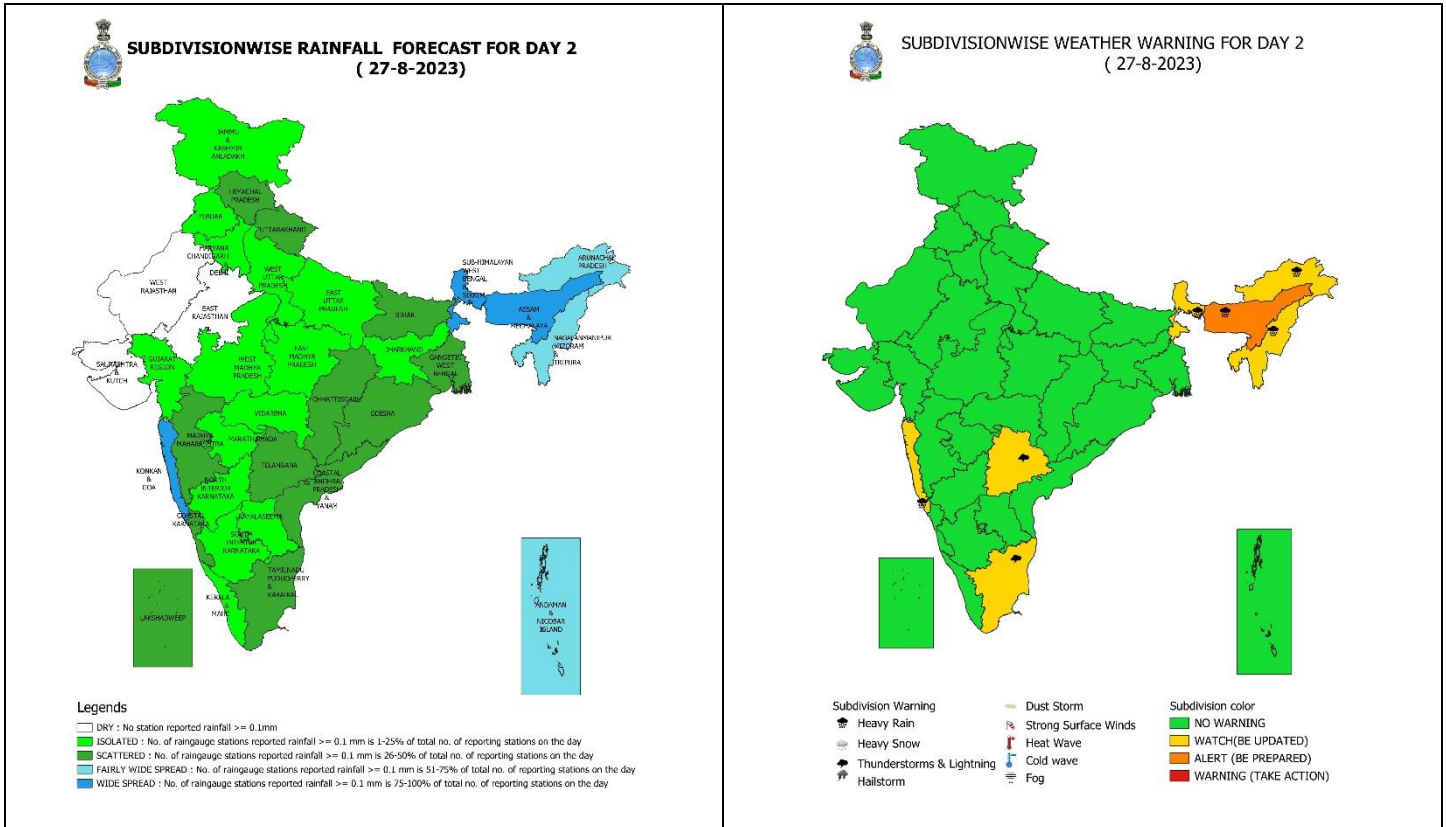 SUBDIVISIONWISE RAINFALL FORECAST FOR DAY 2
( 27-8-2023)
JAMMU
&
KASHMIR
ANLADAKH
HIMACHAL
PRADESH
PUNJAB
UTTARAKHAND
HARYANA
CHANDIGARH
DELHI
WEST
UTTAR
PRADESH
WEST
RAJASTHAN
EAST
RAJASTHAN
EAST
UTTAR
PRADESH
SUB-HIMALAYAN
WEST
BENGAL
&
SIKKIM
ARUNACHAL
PRADESH
ASSAM
&
MEGHALAYA
NAGALANMANIPUR
MIZORAM
&
TRIPURA
BIHAR
JHARKHAND
GANGETIC
WEST
BENGAL
SAURASHTRA
&
KUTCH
GUJARAT
REGION
WEST
MADHYA
PRADESH
EAST
MADHYA
PRADESH
CHHATTISGARH
ODISHA
VIDARBHA
MADHYA
MAHARASHTRA
MARATHWADA
TELANGANA
KONKAN
&
GOA
NORTH
INTERIOR
KARNATAKA
COASTAL
ANDHRA
PRADESH
&
YANAM
COASTAL
KARNATAKA
RAYALASEEMA
SOUTH
INTERIOR
KARNATAKA
TAMILNADU
PUDUCHERRY
&
KARAIKAL
KERALA
&
MAHE
LAKSHADWEEP
ANDAMAN
&
NICOBAR
ISLAND
Legends
DRY : No station reported rainfall >= 0.1mm
ISOLATED : No. of raingauge stations reported rainfall >= 0.1 mm is 1-25% of total no. of reporting stations on the day
SCATTERED : No. of raingauge stations reported rainfall >= 0.1 mm is 26-50% of total no. of reporting stations on the day
FAIRLY WIDE SPREAD : No. of raingauge stations reported rainfall >= 0.1 mm is 51-75% of total no. of reporting stations on the day
WIDE SPREAD : No. of raingauge stations reported rainfall >= 0.1 mm is 75-100% of total no. of reporting stations on the day
SUBDIVISIONWISE WEATHER WARNING FOR DAY 2
( 27-8-2023)
Subdivision Warning
Heavy Rain
Heavy Snow
Thunderstorms & Lightning
Hailstorm
Dust Storm
Strong Surface Winds
Heat Wave
Cold wave
Fog
Subdivision color
NO WARNING
WATCH(BE UPDATED)
ALERT (BE PREPARED)
WARNING (TAKE ACTION)